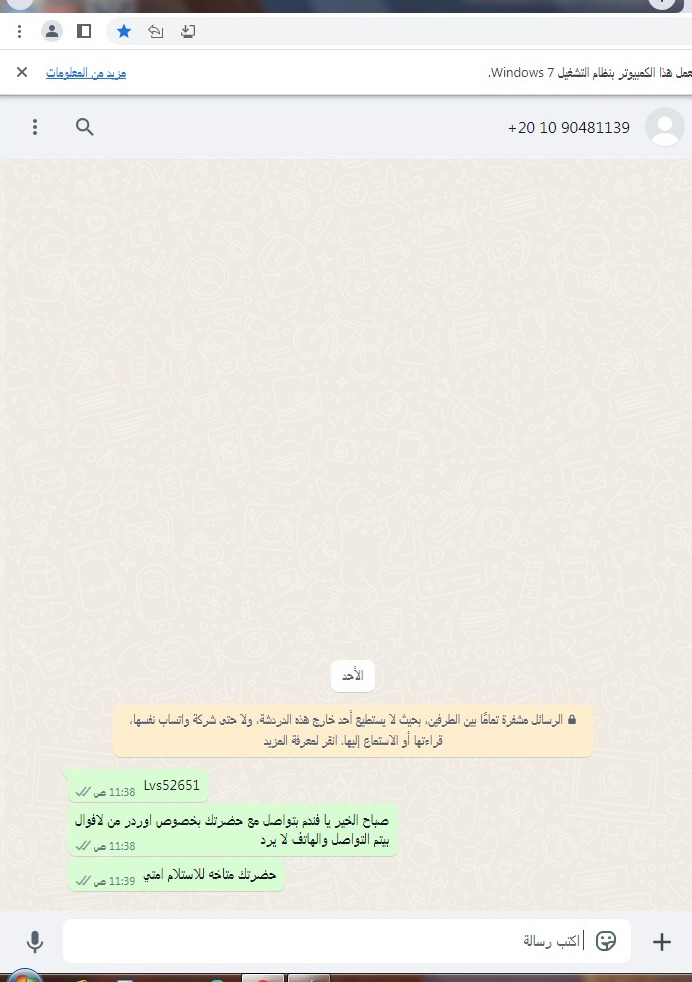 مزيد من المعلومات
عمل هذا الكمبيوتر بنظام التشغيل Windows 7.
+20 10 90481139
الأحد
الرسائل مشفرة تمامًا بين الطرفين، بحيث لا يستطيع أحد خارج هذه الدردشة، ولا حتى شركة واتساب نفسها،
قراءتها أو الاستماع إليها. انقر لمعرفة المزيد
Lvs52651
11:38 ص
صباح الخير يا فندم بتواصل مع حضرتك بخصوص اوردر من لافوال
بيتم التواصل والهاتف لا يرد
11:38 ص
حضرتك متاخه للاستلام امتي
11:39 ص
اكتب رسالة